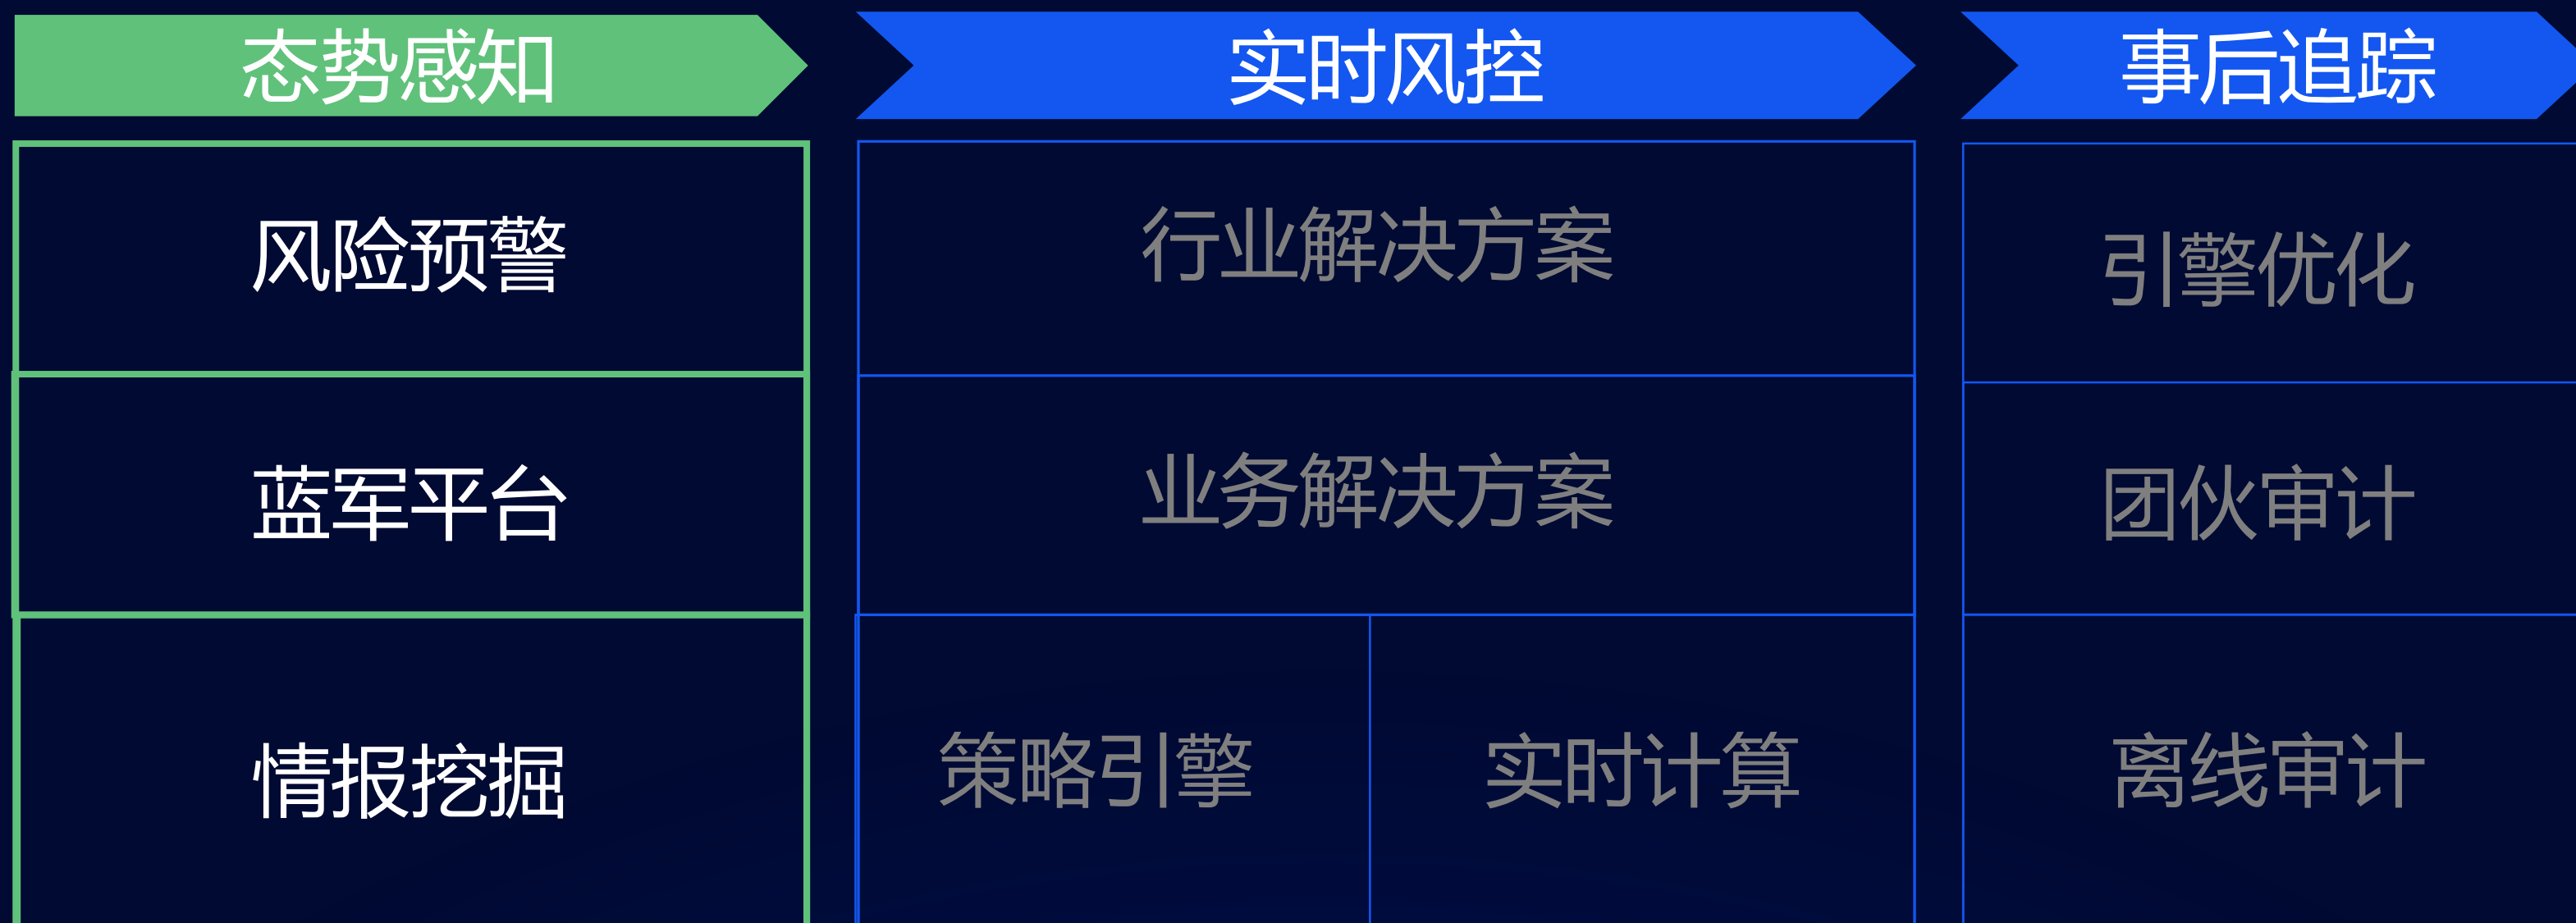 态势感知
实时风控
事后追踪
风险预警
行业解决方案
引擎优化
蓝军平台
业务解决方案
团伙审计
情报挖掘
策略引擎
实时计算
离线审计